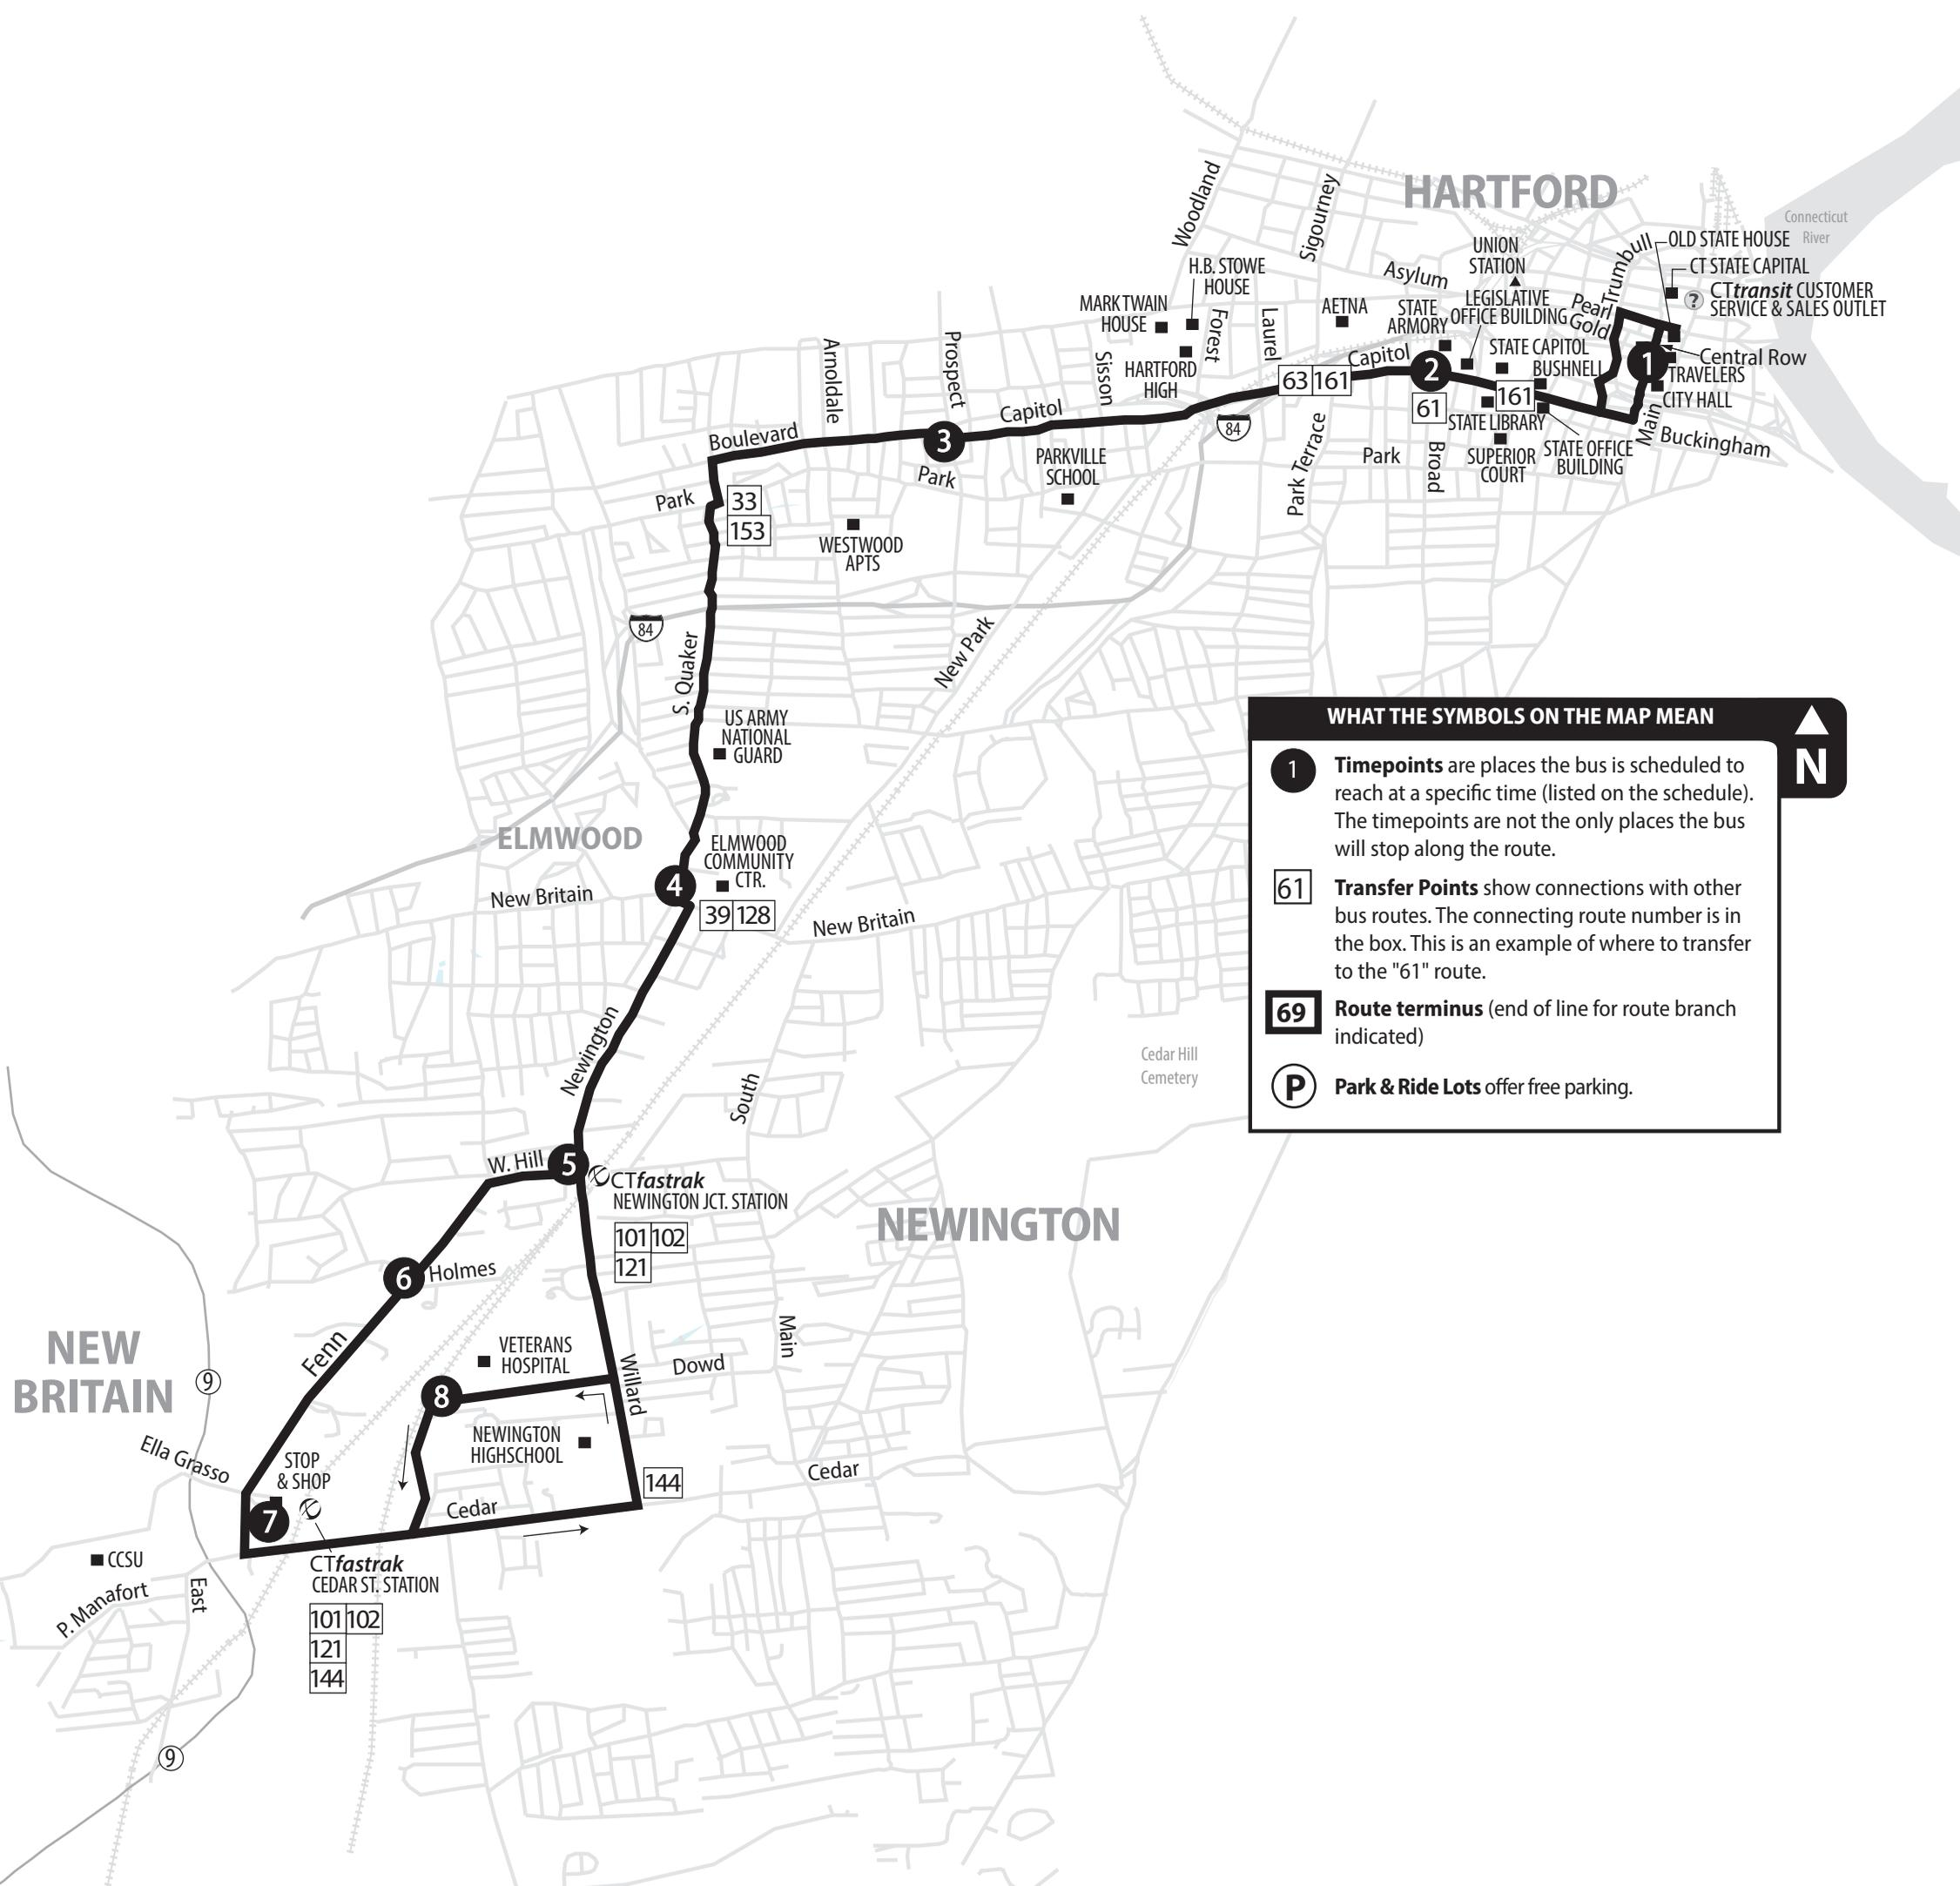 HARTFORD
Connecticut
River
Woodland
Sigourney
Trumbull
OLD STATE HOUSE
CT STATE CAPITAL
?
CTtransit CUSTOMER
SERVICE & SALES OUTLET
UNION
STATION
Asylum
H.B. STOWE
HOUSE
MARK TWAIN
HOUSE
Forest
Laurel
AETNA
STATE
ARMORY
LEGISLATIVE
OFFICE BUILDING
Pearl
Gold
STATE CAPITOL
BUSHNELL
1
Central Row
TRAVELERS
CITY HALL
Main
Buckingham
HARTFORD
HIGH
Sisson
Capitol
63 161
Capitol
2
61
161
STATE LIBRARY
STATE OFFICE
BUILDING
SUPERIOR
COURT
Broad
Park
Park Terrace
84
Arnoldale
Prospect
Boulevard
3
Park
PARKVILLE
SCHOOL
Park
33
153
WESTWOOD
APTS
84
S. Quaker
New Park
US ARMY
NATIONAL
GUARD
ELMWOOD
ELMWOOD
COMMUNITY
CTR.
4
New Britain
39 128
New Britain
WHAT THE SYMBOLS ON THE MAP MEAN
N
1
Timepoints are places the bus is scheduled to
reach at a specific time (listed on the schedule).
The timepoints are not the only places the bus
will stop along the route.
61
Transfer Points show connections with other
bus routes. The connecting route number is in
the box. This is an example of where to transfer
to the "61" route.
69
Route terminus (end of line for route branch
indicated)
P
Park & Ride Lots offer free parking.
Cedar Hill
Cemetery
Newington
South
W. Hill
5
CTfastrak
NEWINGTON JCT. STATION
101 102
121
NEWINGTON
6
Holmes
Fenn
VETERANS
HOSPITAL
Willard
Dowd
Main
8
NEWINGTON
HIGHSCHOOL
NEW
BRITAIN
9
Ella Grasso
STOP
& SHOP
7
Cedar
144
Cedar
CTfastrak
CEDAR ST. STATION
101 102
121
144
CCSU
P. Manafort
East
9